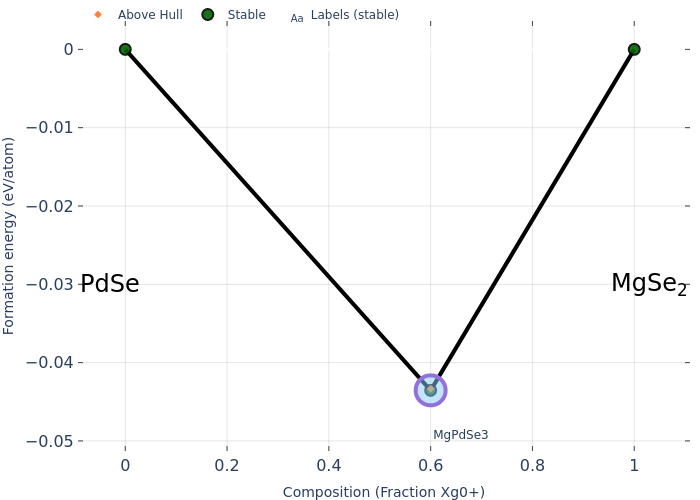 Above Hull Stable Aa Labels (stable)
0
−0.01
−0.02
−0.03
−0.04
−0.05
Formation energy (eV/atom)
PdSe
MgSe₂
MgPdSe3
0 0.2 0.4 0.6 0.8 1
Composition (Fraction Xg0+)